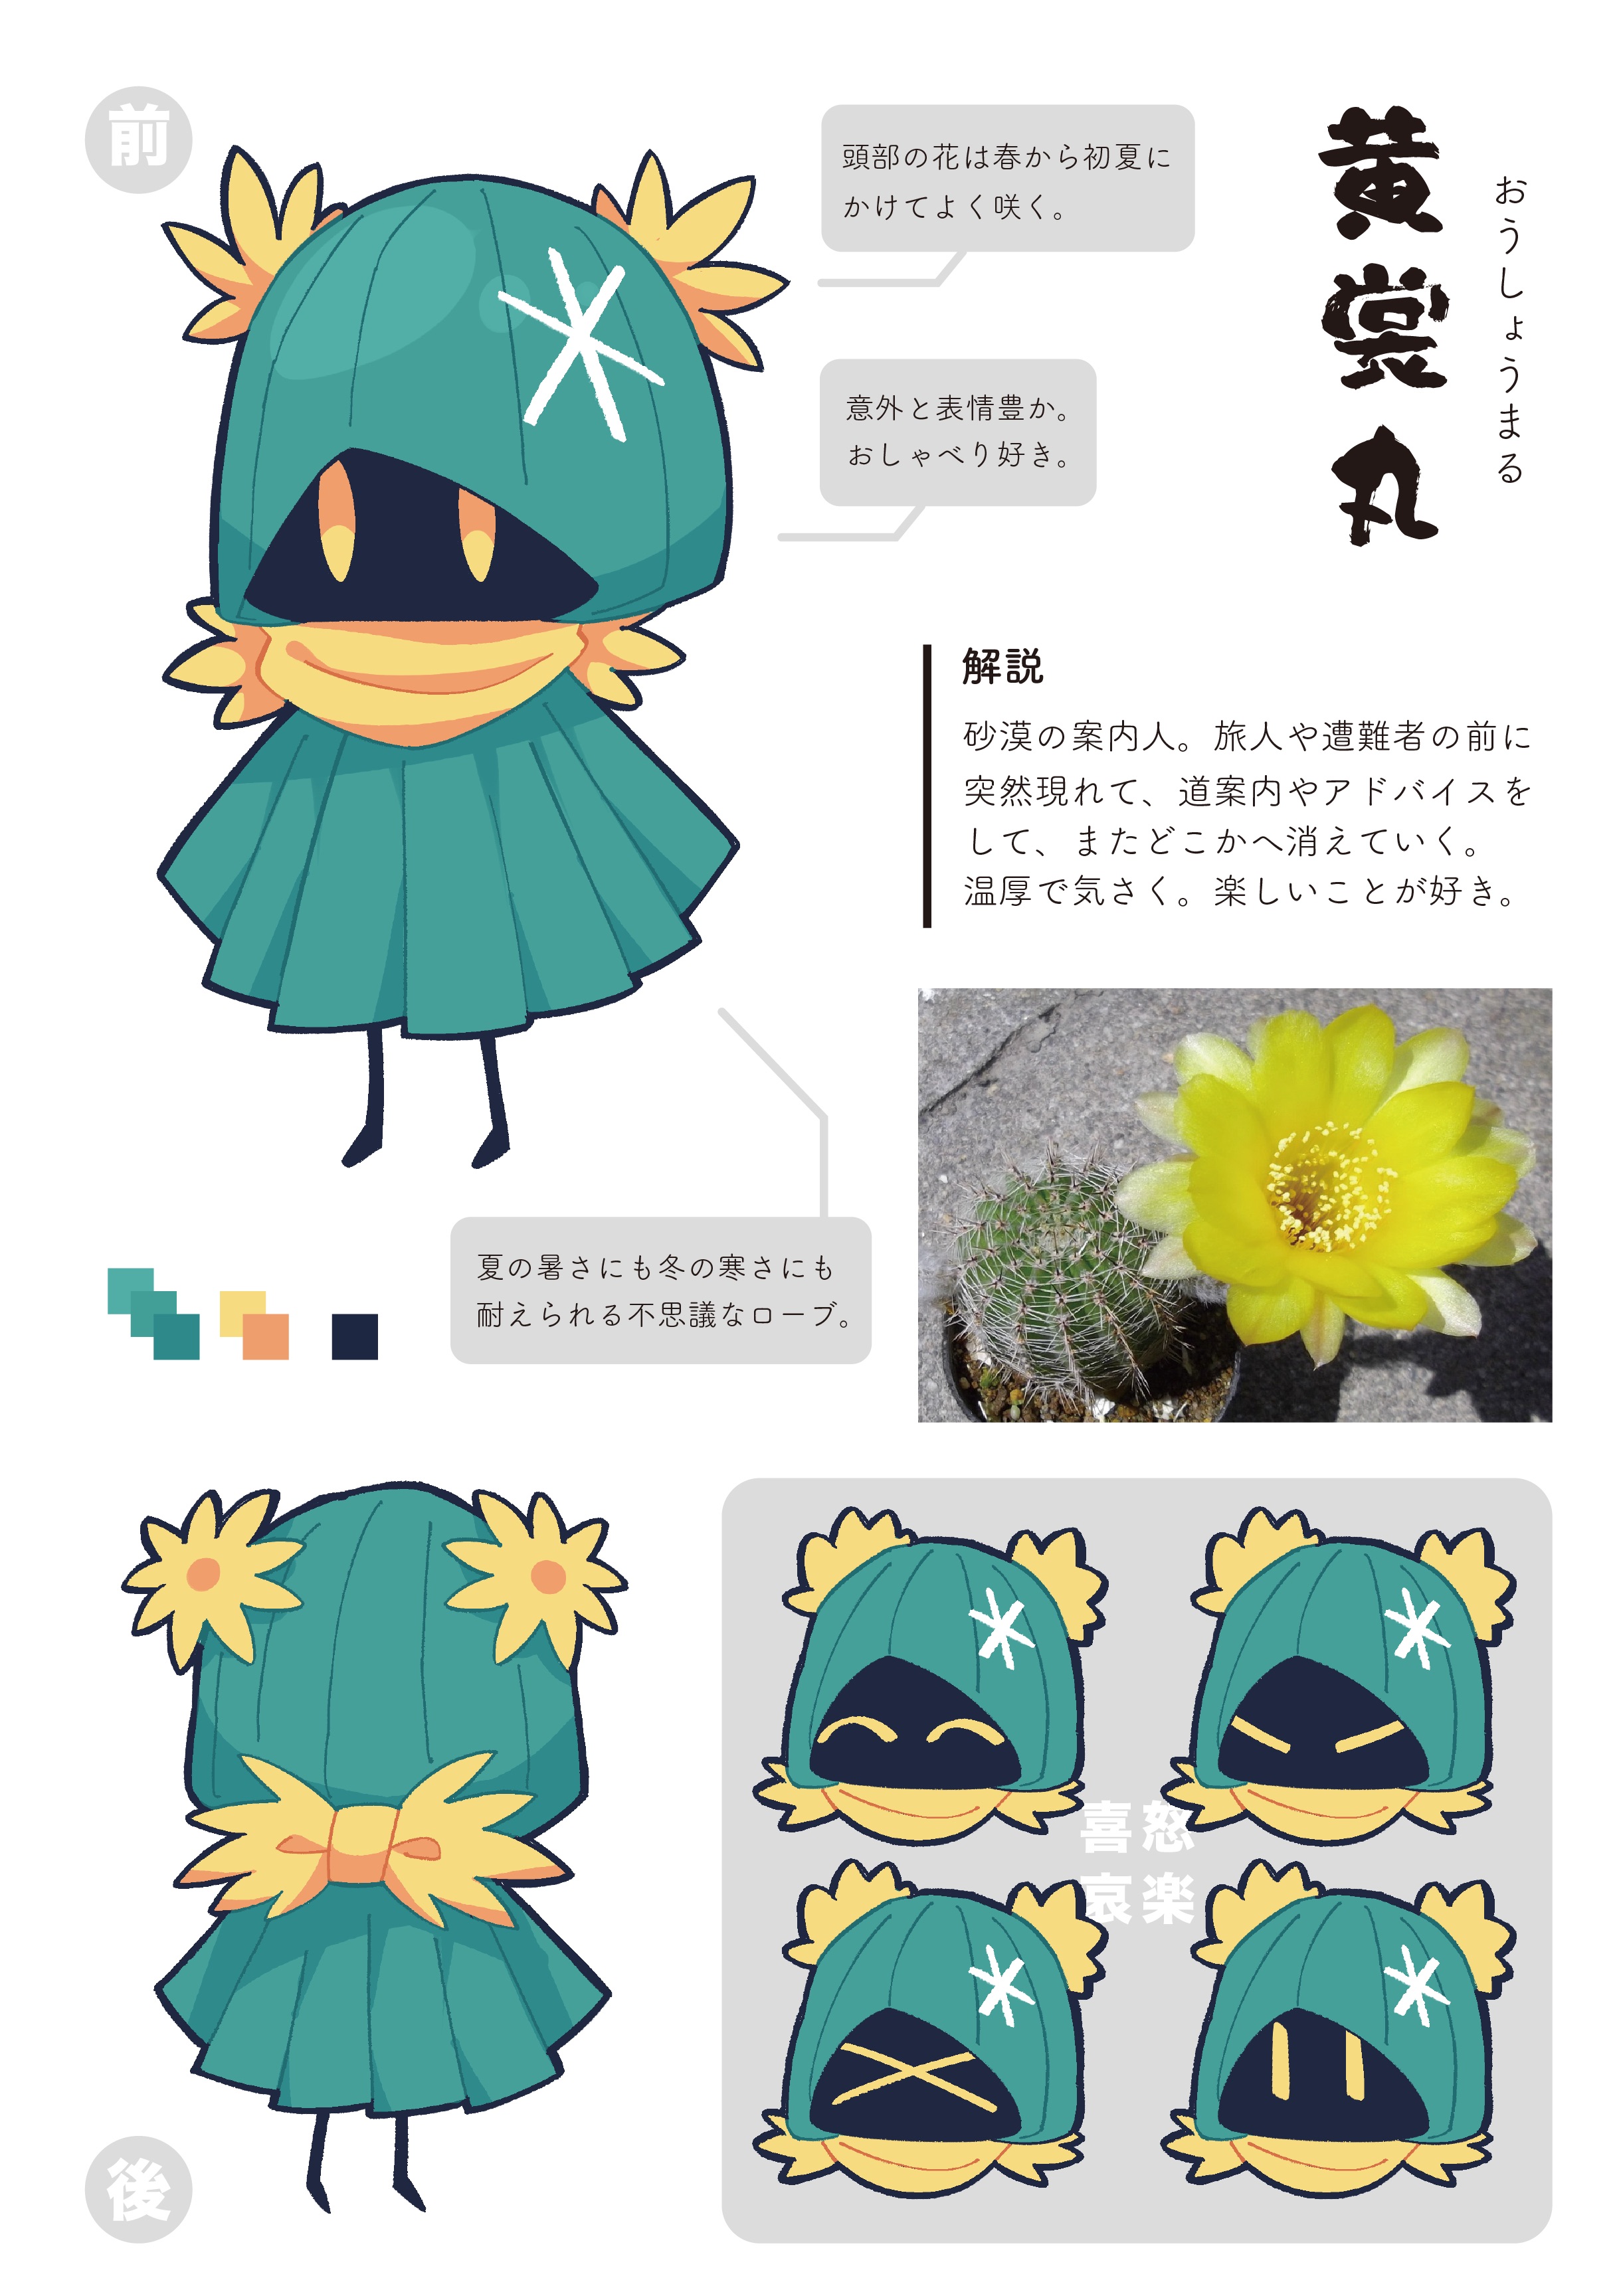 前
黄裳丸
おうしょうまる
頭部の花は春から初夏に
かけてよく咲く。
意外と表情豊か。
おしゃべり好き。
解説
砂漠の案内人。旅人や遭難者の前に
突然現れて、道案内やアドバイスを
して、またどこかへ消えていく。
温厚で気さく。楽しいことが好き。
夏の暑さにも冬の寒さにも
耐えられる不思議なローブ。
喜怒
哀楽
後